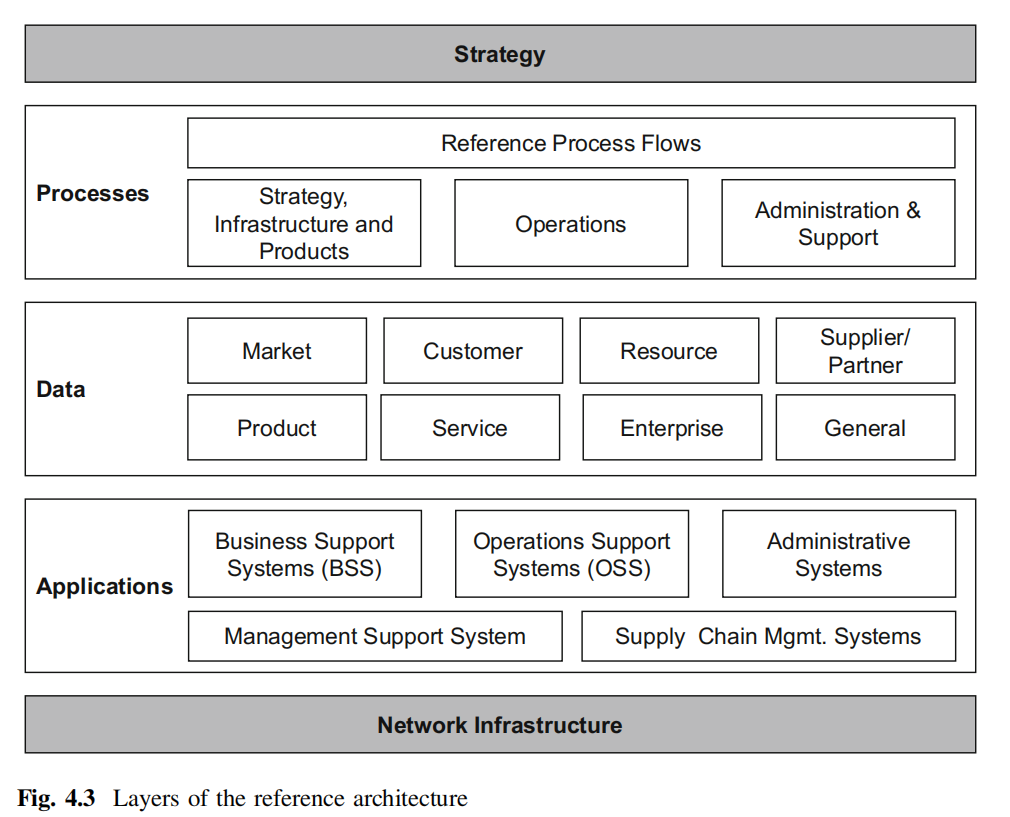 Strategy
Processes
Reference Process Flows
Strategy,
Infrastructure and
Products
Operations
Administration &
Support
Data
Market
Customer
Resource
Supplier/
Partner
Product
Service
Enterprise
General
Applications
Business Support
Systems (BSS)
Operations Support
Systems (OSS)
Administrative
Systems
Management Support System
Supply Chain Mgmt. Systems
Network Infrastructure
Fig. 4.3 Layers of the reference architecture